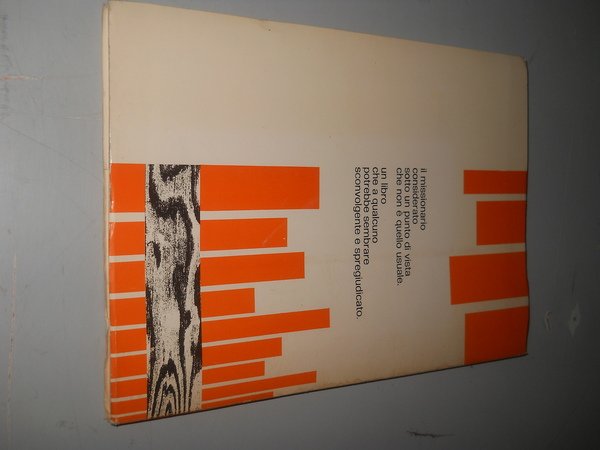 il missionario
considerato
sotto un punto di vista
che non è quello usuale.
un libro
che a qualcuno
potrebbe sembrare
sconvolgente e spregiudicato.